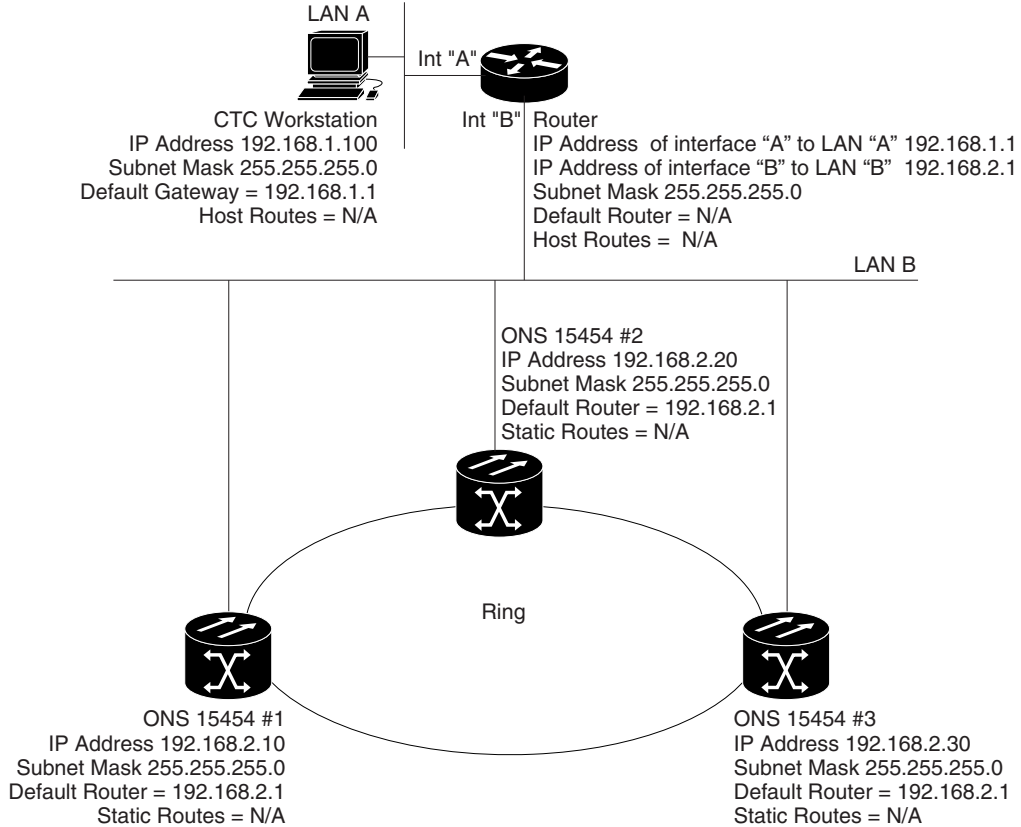 LAN A
Int "A"
CTC Workstation
IP Address 192.168.1.100
Subnet Mask 255.255.255.0
Default Gateway = 192.168.1.1
Host Routes = N/A
Int "B"
Router
IP Address of interface “A” to LAN “A” 192.168.1.1
IP Address of interface “B” to LAN “B” 192.168.2.1
Subnet Mask 255.255.255.0
Default Router = N/A
Host Routes = N/A
LAN B
ONS 15454 #2
IP Address 192.168.2.20
Subnet Mask 255.255.255.0
Default Router = 192.168.2.1
Static Routes = N/A
Ring
ONS 15454 #1
IP Address 192.168.2.10
Subnet Mask 255.255.255.0
Default Router = 192.168.2.1
Static Routes = N/A
ONS 15454 #3
IP Address 192.168.2.30
Subnet Mask 255.255.255.0
Default Router = 192.168.2.1
Static Routes = N/A